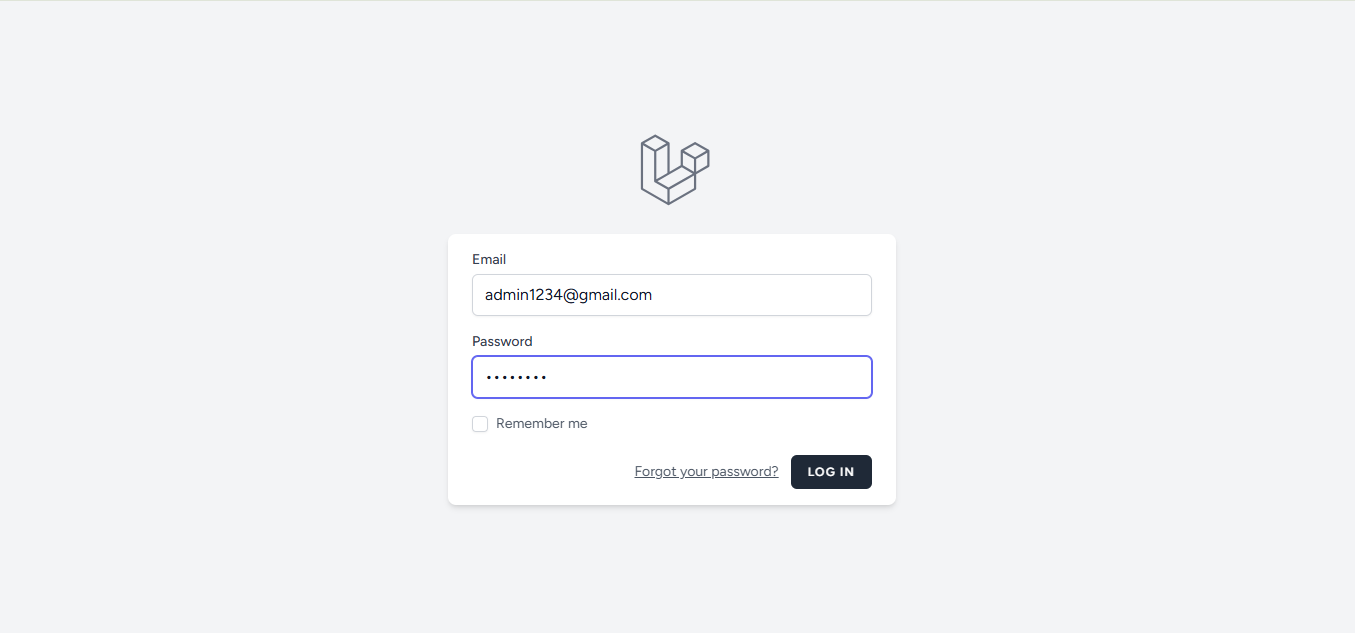 Email
admin1234@gmail.com
Password
••••••••
Remember me
Forgot your password? LOG IN